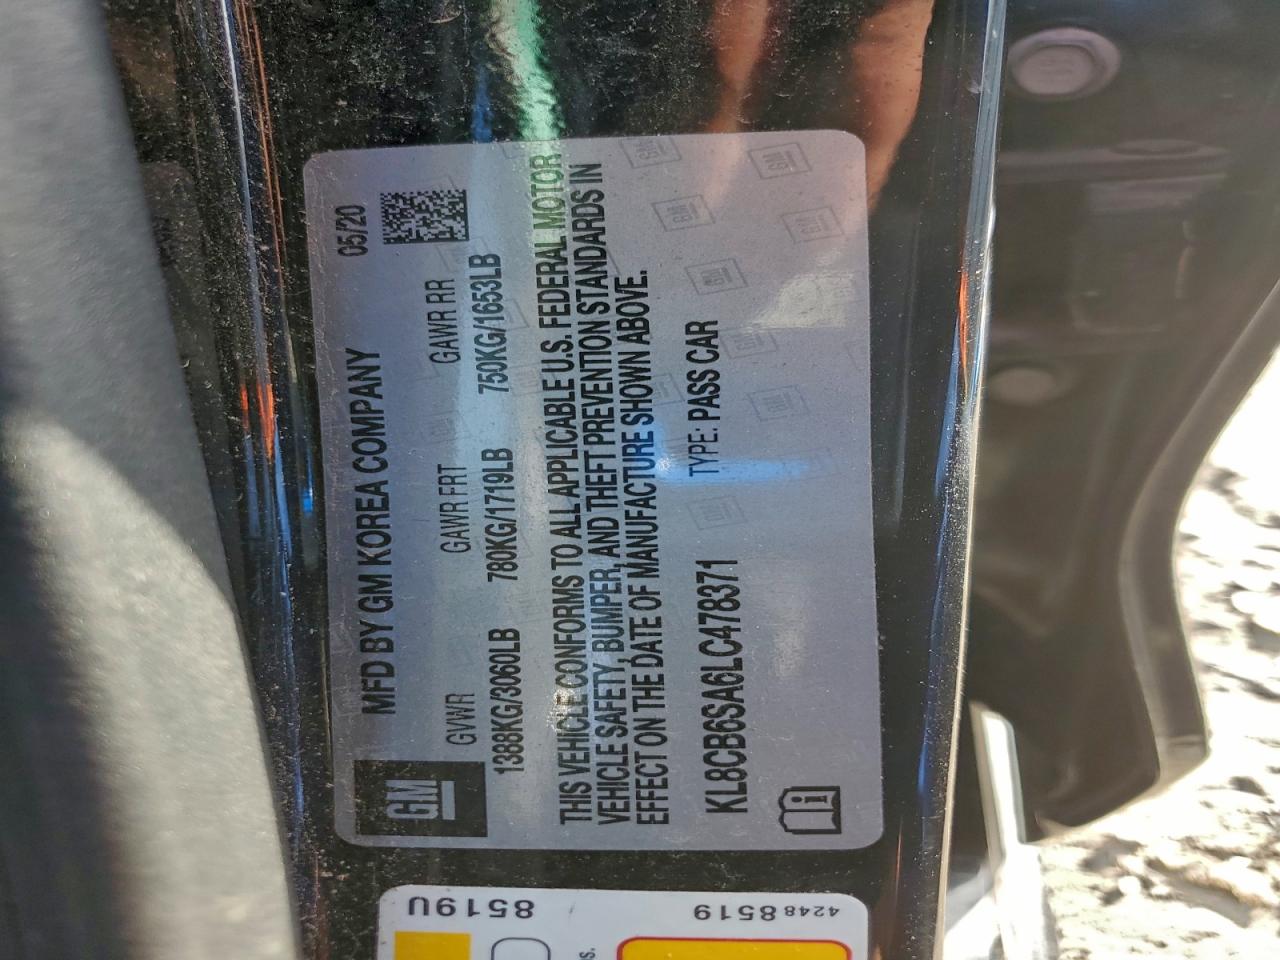 GM
MFD BY GM KOREA COMPANY 05/20
GVWR GAWR FRT GAWR RR
1388KG/3060LB 780KG/1719LB 750KG/1653LB
THIS VEHICLE CONFORMS TO ALL APPLICABLE U.S. FEDERAL MOTOR
VEHICLE SAFETY, BUMPER, AND THEFT PREVENTION STANDARDS IN
EFFECT ON THE DATE OF MANUFACTURE SHOWN ABOVE.
KL8CB6SA6LC478371 TYPE: PASS CAR
8519U
42488519